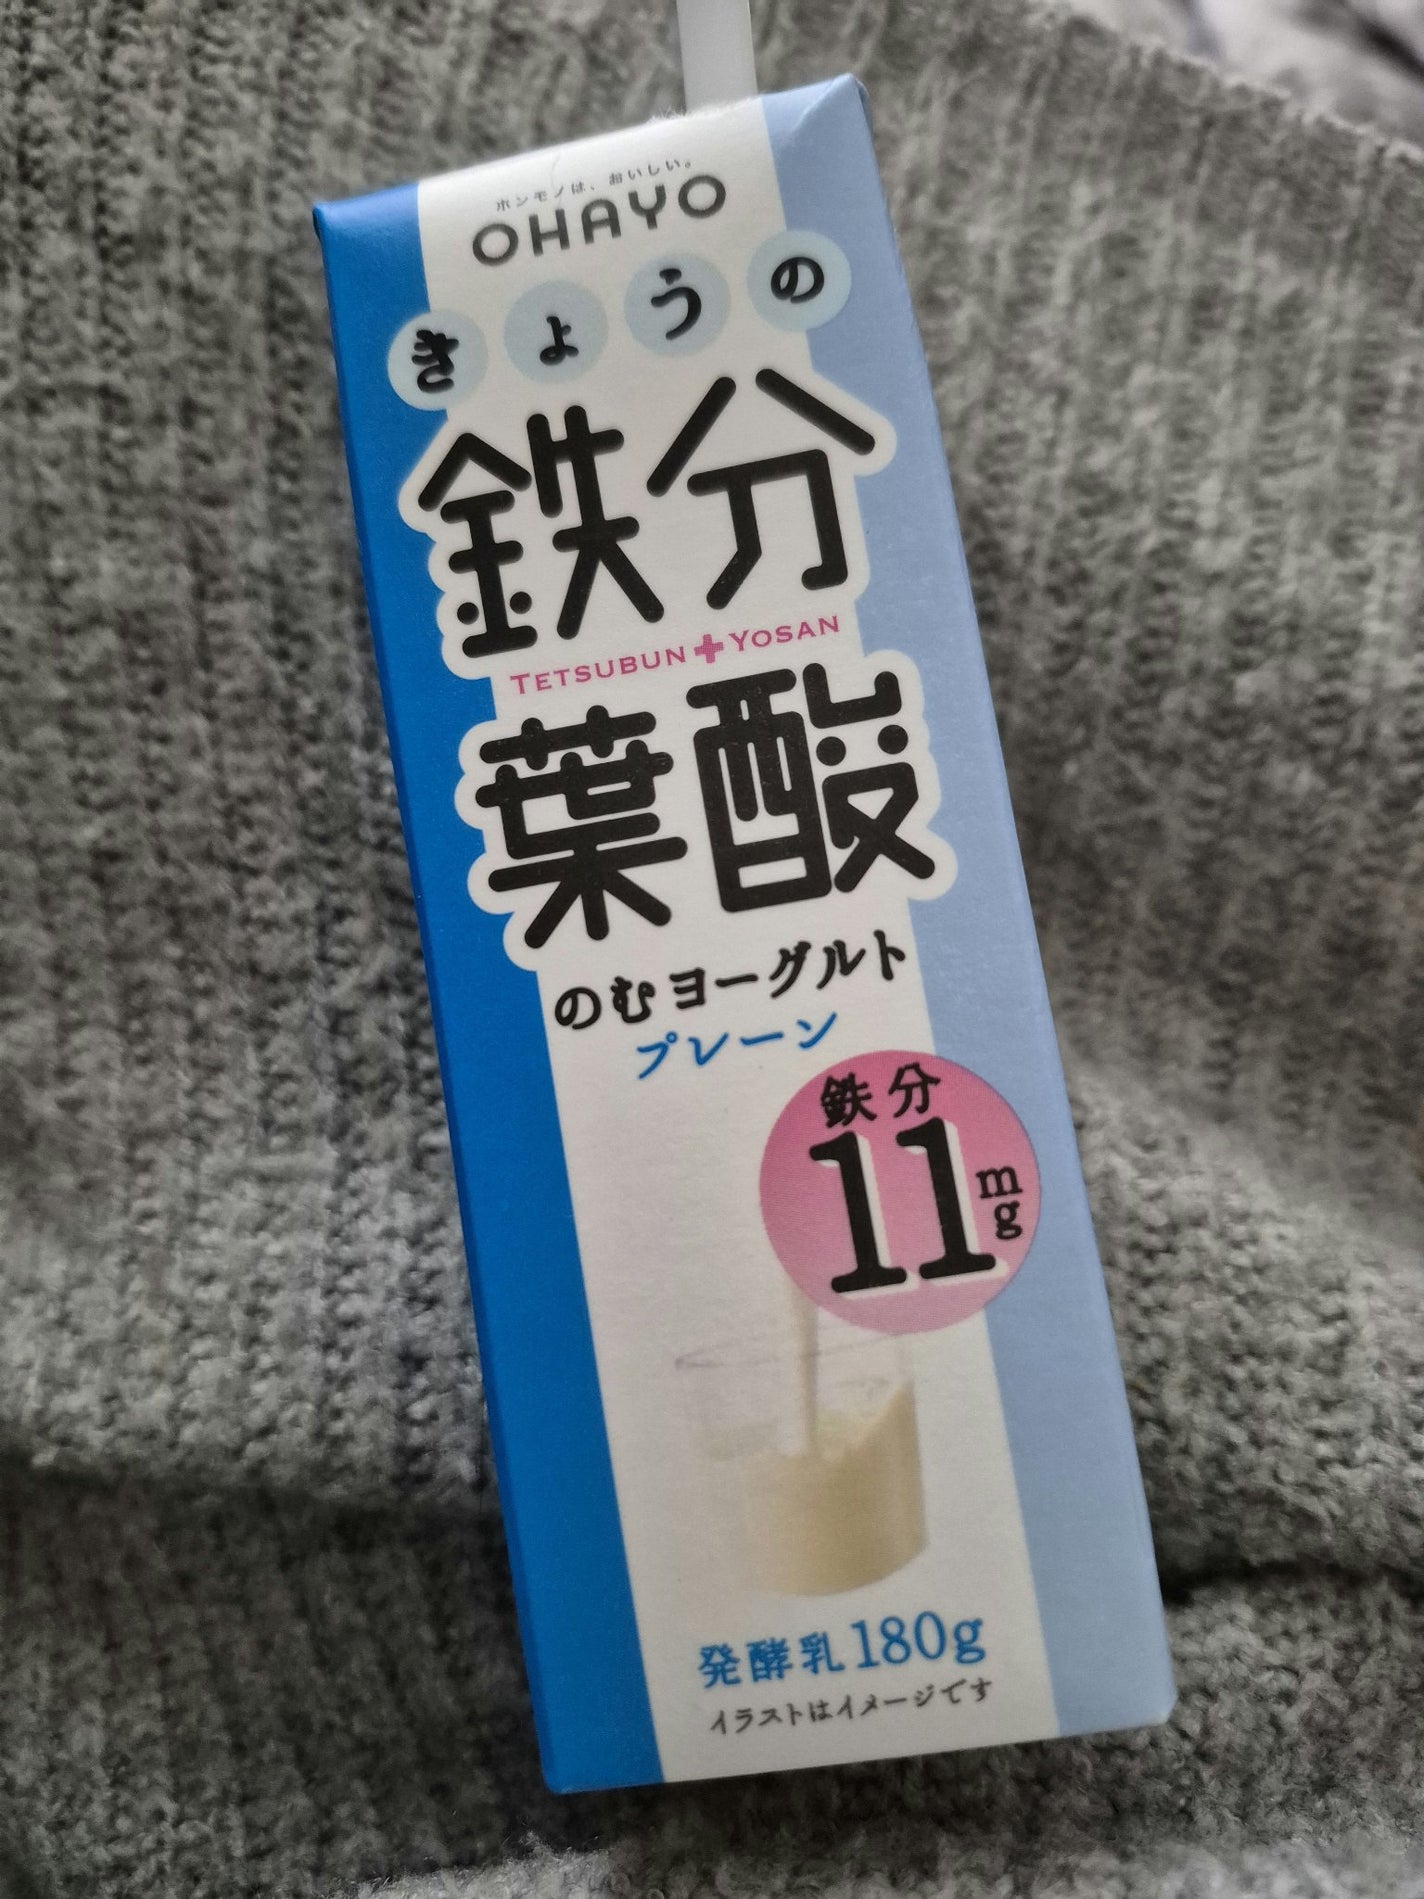 ホンモノは、おいしい。
OHAYO
きょうの
鉄分
TETSUBUN+YOSAN
葉酸
のむヨーグルト
プレーン
鉄分
11mg
発酵乳180g
イラストはイメージです